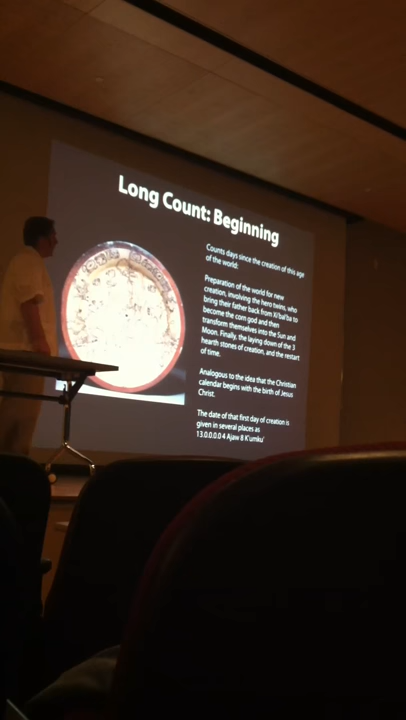 Long Count: Beginning
Counts days since the creation of this age
of the world:
Preparation of the world for new
creation, involving the hero twins, who
bring their father back from Xi/bal'ba to
become the corn god and then
transform themselves into the Sun and
Moon. Finally, the laying down of the 3
hearth stones of creation, and the restart
of time.
Analogous to the idea that the Christian
calendar begins with the birth of Jesus
Christ.
The date of that first day of creation is
given in several places as
13.0.0.0.0 4 Ajaw 8 K'umku'